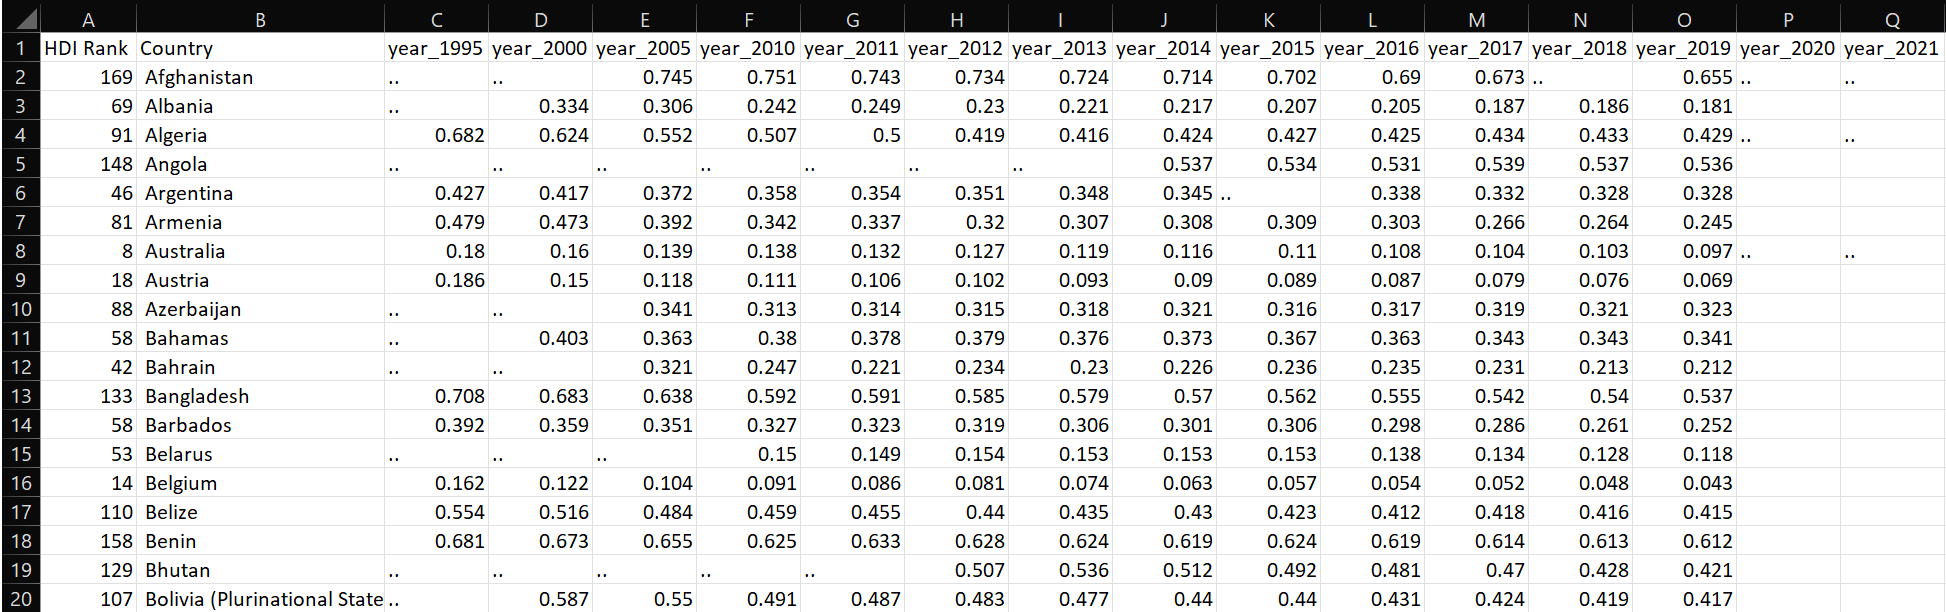 A B C D E F G H I J K L M N O P Q
1 HDI Rank Country year_1995 year_2000 year_2005 year_2010 year_2011 year_2012 year_2013 year_2014 year_2015 year_2016 year_2017 year_2018 year_2019 year_2020 year_2021
2 169 Afghanistan .. .. 0.745 0.751 0.743 0.734 0.724 0.714 0.702 0.69 0.673 .. 0.655 .. ..
3 69 Albania .. 0.334 0.306 0.242 0.249 0.23 0.221 0.217 0.207 0.205 0.187 0.186 0.181
4 91 Algeria 0.682 0.624 0.552 0.507 0.5 0.419 0.416 0.424 0.427 0.425 0.434 0.433 0.429 .. ..
5 148 Angola .. .. .. .. .. .. .. 0.537 0.534 0.531 0.539 0.537 0.536
6 46 Argentina 0.427 0.417 0.372 0.358 0.354 0.351 0.348 0.345 .. 0.338 0.332 0.328 0.328
7 81 Armenia 0.479 0.473 0.392 0.342 0.337 0.32 0.307 0.308 0.309 0.303 0.266 0.264 0.245
8 8 Australia 0.18 0.16 0.139 0.138 0.132 0.127 0.119 0.116 0.11 0.108 0.104 0.103 0.097 .. ..
9 18 Austria 0.186 0.15 0.118 0.111 0.106 0.102 0.093 0.09 0.089 0.087 0.079 0.076 0.069
10 88 Azerbaijan .. .. 0.341 0.313 0.314 0.315 0.318 0.321 0.316 0.317 0.319 0.321 0.323
11 58 Bahamas .. 0.403 0.363 0.38 0.378 0.379 0.376 0.373 0.367 0.363 0.343 0.343 0.341
12 42 Bahrain .. .. 0.321 0.247 0.221 0.234 0.23 0.226 0.236 0.235 0.231 0.213 0.212
13 133 Bangladesh 0.708 0.683 0.638 0.592 0.591 0.585 0.579 0.57 0.562 0.555 0.542 0.54 0.537
14 58 Barbados 0.392 0.359 0.351 0.327 0.323 0.319 0.306 0.301 0.306 0.298 0.286 0.261 0.252
15 53 Belarus .. .. .. 0.15 0.149 0.154 0.153 0.153 0.153 0.138 0.134 0.128 0.118
16 14 Belgium 0.162 0.122 0.104 0.091 0.086 0.081 0.074 0.063 0.057 0.054 0.052 0.048 0.043
17 110 Belize 0.554 0.516 0.484 0.459 0.455 0.44 0.435 0.43 0.423 0.412 0.418 0.416 0.415
18 158 Benin 0.681 0.673 0.655 0.625 0.633 0.628 0.624 0.619 0.624 0.619 0.614 0.613 0.612
19 129 Bhutan .. .. .. .. .. 0.507 0.536 0.512 0.492 0.481 0.47 0.428 0.421
20 107 Bolivia (Plurinational State .. 0.587 0.55 0.491 0.487 0.483 0.477 0.44 0.44 0.431 0.424 0.419 0.417